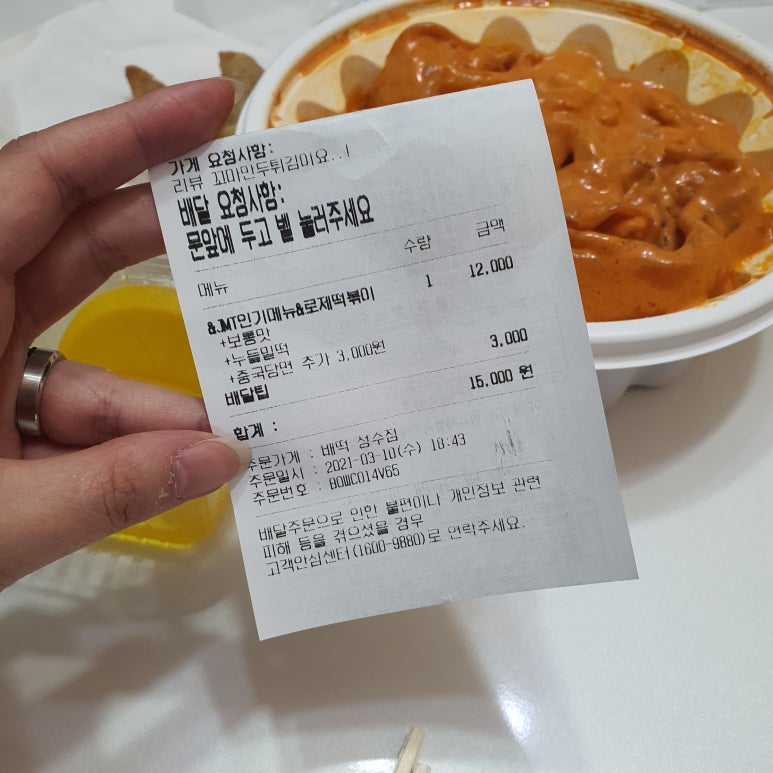 가게 요청사항:
리뷰 꼬마만두튀김이요..!
배달 요청사항:
문앞에 두고 벨 눌러주세요
메뉴 수량 금액
&JMT인기메뉴&로제떡볶이 1 12.000
+보통맛
+누들밀떡
+중국당면 추가 3.000원
배달팁 3.000
합계 : 15.000 원
주문가게 : 배떡 성수점
주문일시 : 2021-03-10(수) 18:43
주문번호 : B0WC014V65
배달주문으로 인한 불편이나 개인정보 관련
피해 등을 겪으셨을 경우
고객안심센터(1600-9880)로 연락주세요.